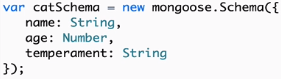 var catSchema = new mongoose.Schema({
    name: String,
    age: Number,
    temperament: String
});